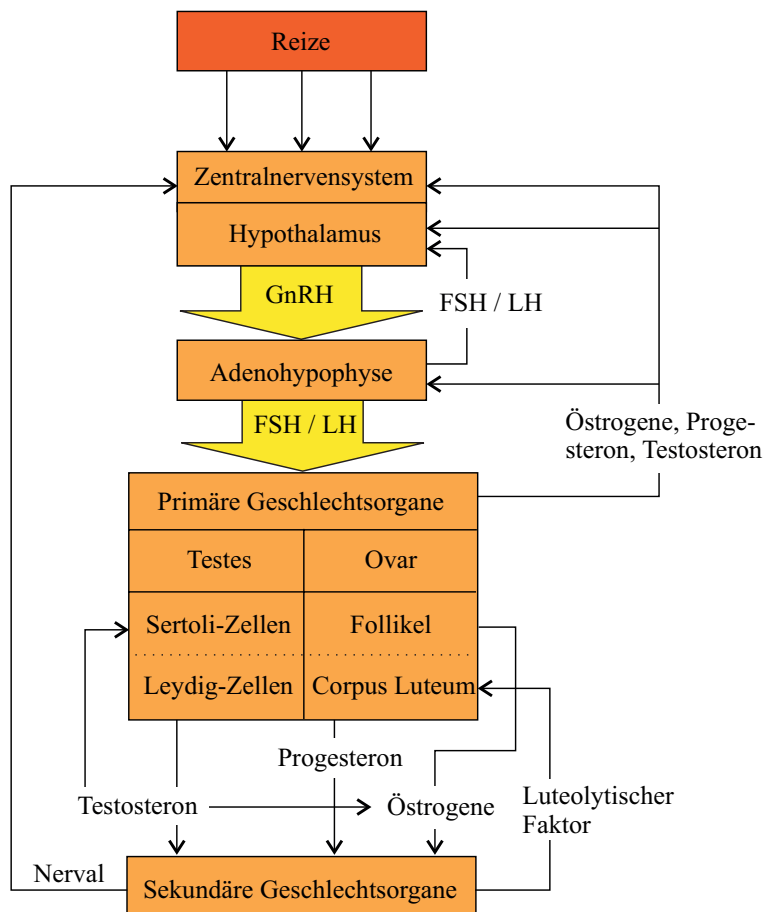 Reize
Zentralnervensystem
Hypothalamus
GnRH
FSH / LH
Adenohypophyse
FSH / LH
Östrogene, Proge-
steron, Testosteron
Primäre Geschlechtsorgane
Testes
Ovar
Sertoli-Zellen
Follikel
Leydig-Zellen
Corpus Luteum
Progesteron
Testosteron
Östrogene
Luteolytischer
Faktor
Nerval
Sekundäre Geschlechtsorgane